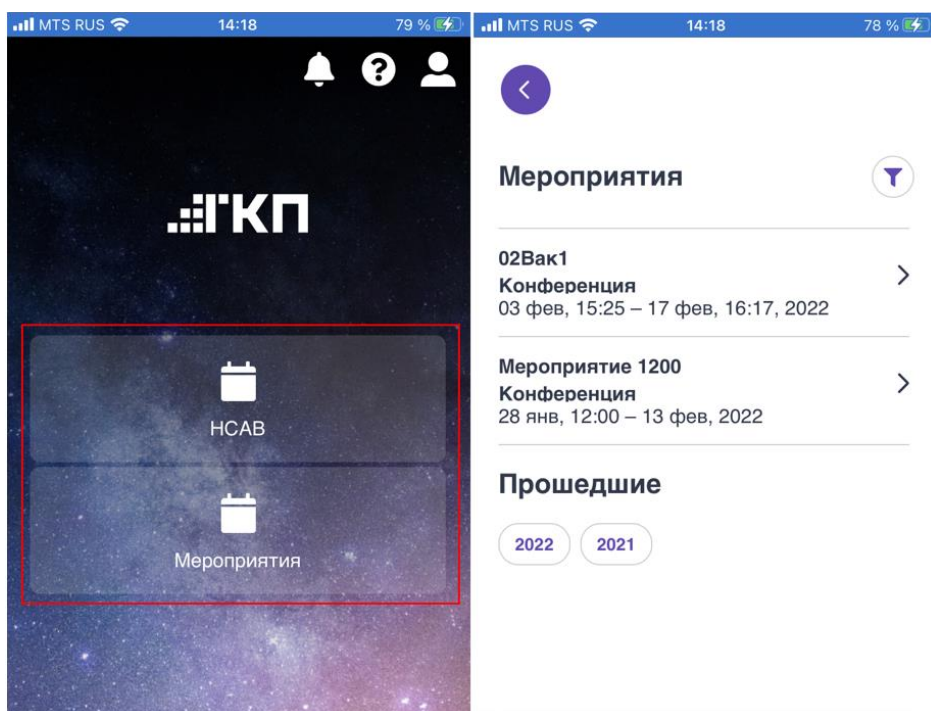 MTS RUS 14:18 79 %
ГКП
НСАВ
Мероприятия
MTS RUS 14:18 78 %
Мероприятия
02Вак1
Конференция
03 фев, 15:25 – 17 фев, 16:17, 2022
Мероприятие 1200
Конференция
28 янв, 12:00 – 13 фев, 2022
Прошедшие
2022 2021